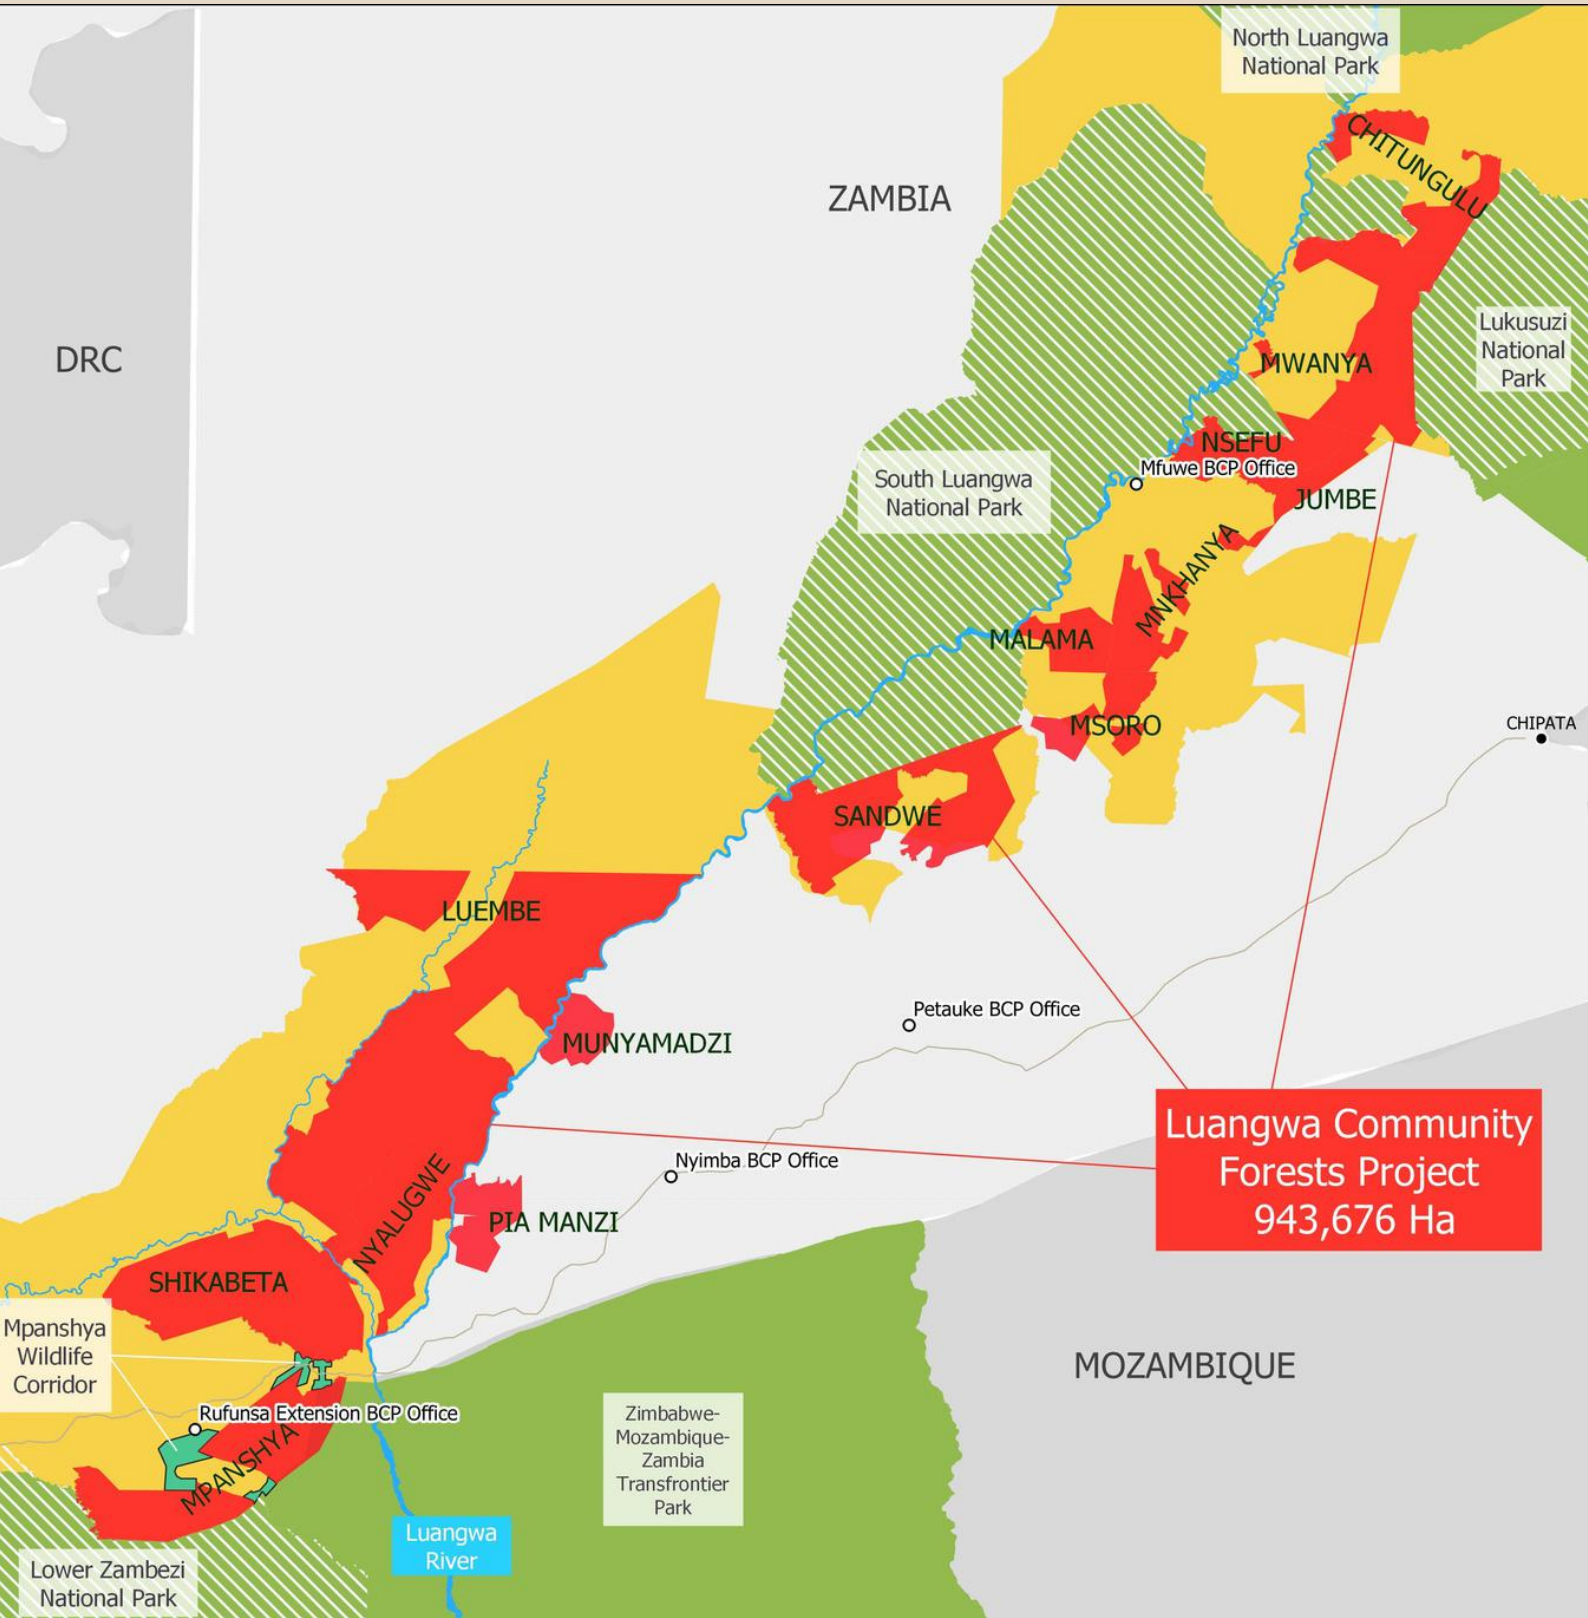 North Luangwa
National Park
CHITUNGULU
ZAMBIA
DRC
Lukusuzi
National
Park
MWANYA
NSEFU
Mfuwe BCP Office
South Luangwa
National Park
JUMBE
MNKHANYA
MALAMA
MSORO
CHIPATA
SANDWE
LUEMBE
Petauke BCP Office
MUNYAMADZI
Luangwa Community
Forests Project
943,676 Ha
Nyimba BCP Office
NYALUGWE
PIA MANZI
SHIKABETA
Mpanshya
Wildlife
Corridor
MOZAMBIQUE
Rufunsa Extension BCP Office
MPANSHYA
Zimbabwe-
Mozambique-
Zambia
Transfrontier
Park
Luangwa
River
Lower Zambezi
National Park